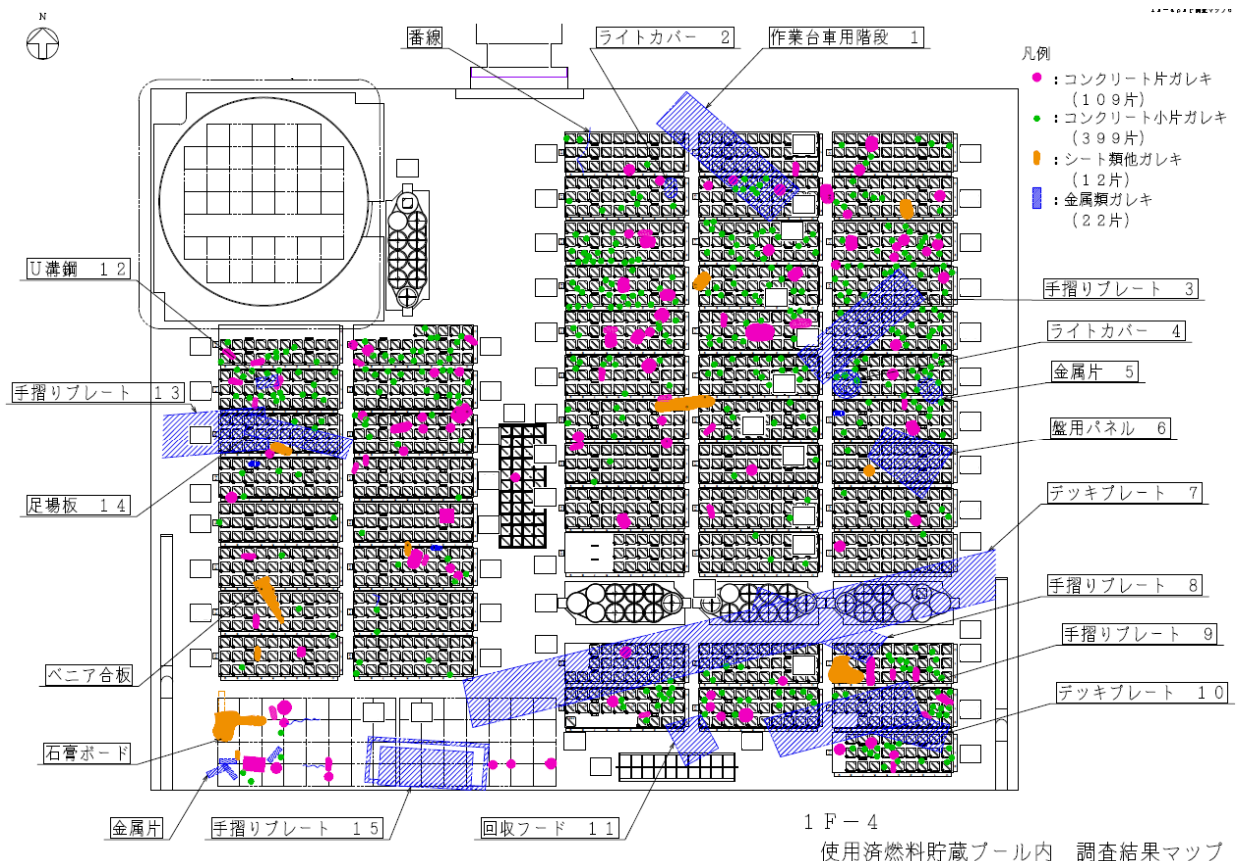 N
番線
ライトカバー 2
作業台車用階段 1
凡例
:コンクリート片ガレキ
(109片)
:コンクリート小片ガレキ
(399片)
:シート類他ガレキ
(12片)
:金属類ガレキ
(22片)
U溝鋼 12
手摺りプレート 3
ライトカバー 4
金属片 5
手摺りプレート 13
盤用パネル 6
足場板 14
デッキプレート 7
手摺りプレート 8
手摺りプレート 9
ベニア合板
デッキプレート 10
石膏ボード
金属片
手摺りプレート 15
回収フード 11
1F-4
使用済燃料貯蔵プール内 調査結果マップ